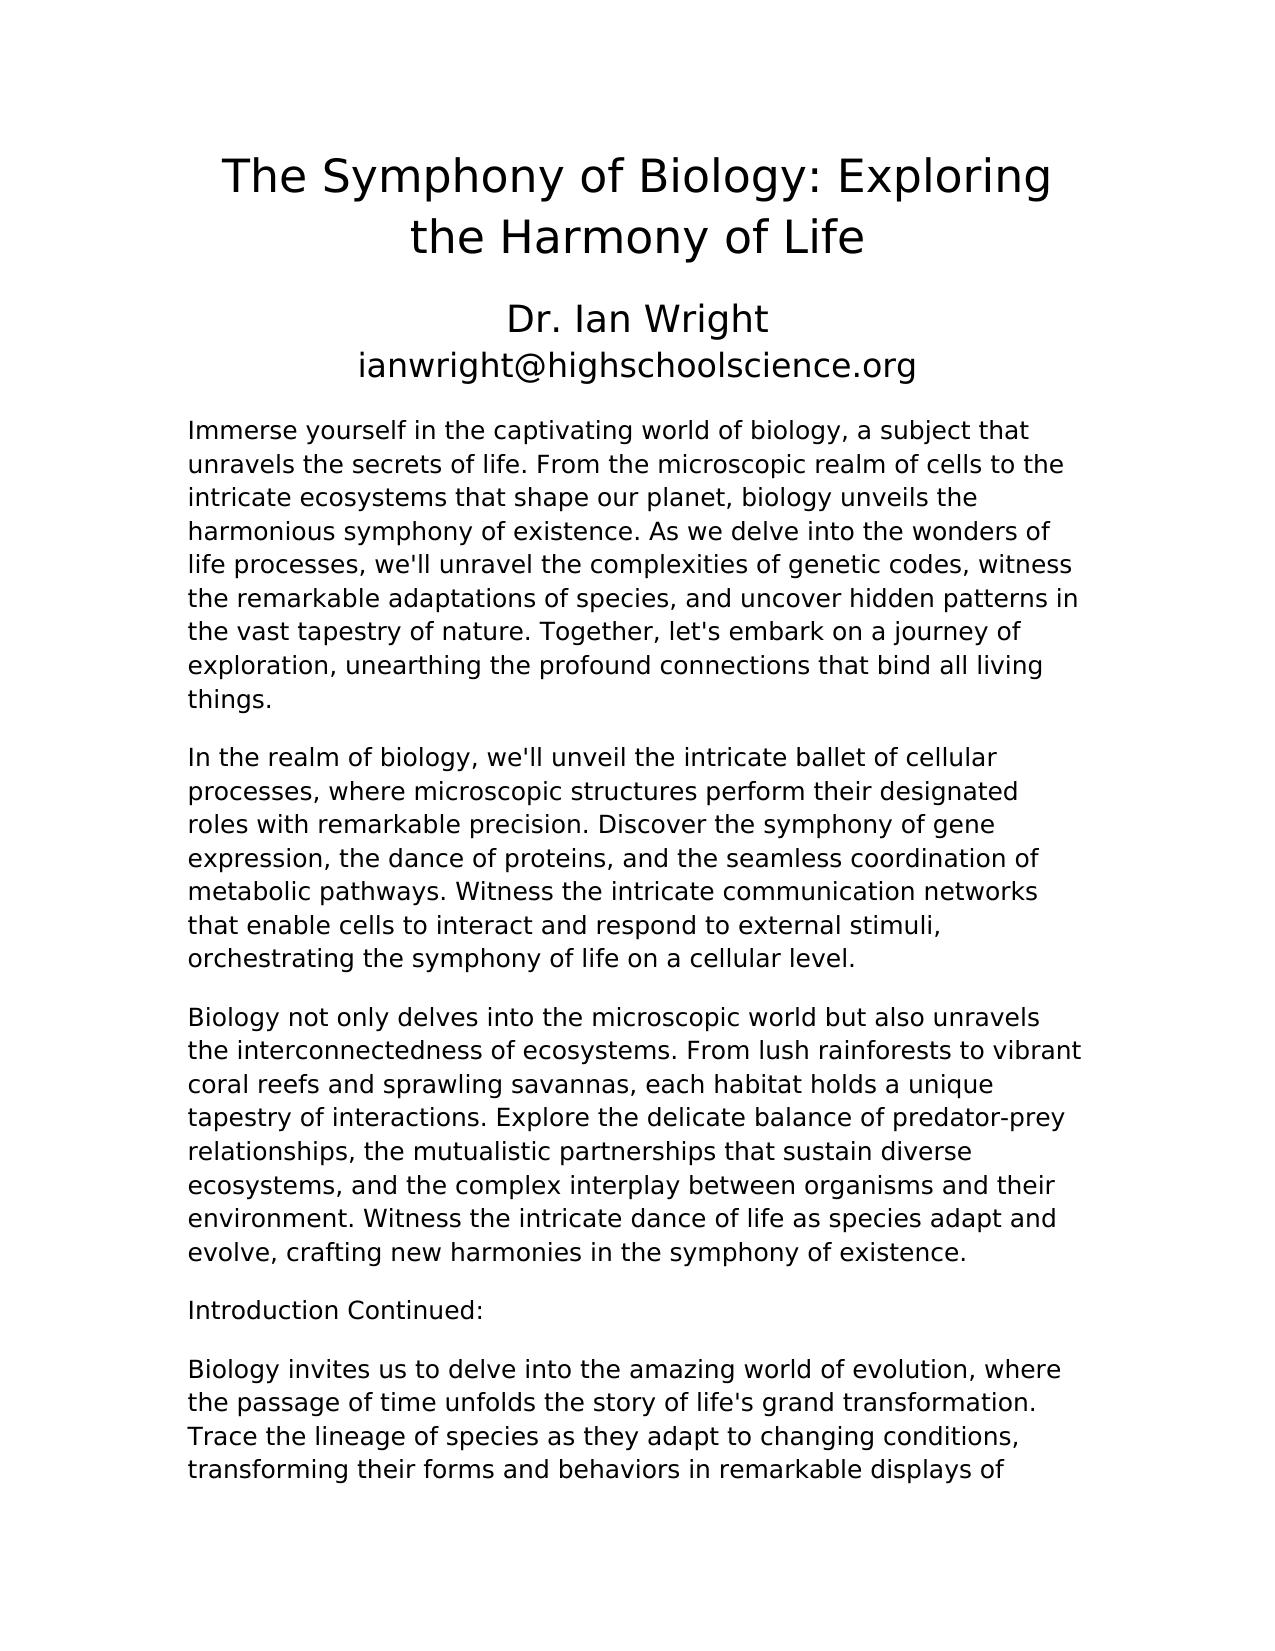 The Symphony of Biology: Exploring
the Harmony of Life
Dr. Ian Wright
ianwright@highschoolscience.org
Immerse yourself in the captivating world of biology, a subject that
unravels the secrets of life. From the microscopic realm of cells to the
intricate ecosystems that shape our planet, biology unveils the
harmonious symphony of existence. As we delve into the wonders of
life processes, we'll unravel the complexities of genetic codes, witness
the remarkable adaptations of species, and uncover hidden patterns in
the vast tapestry of nature. Together, let's embark on a journey of
exploration, unearthing the profound connections that bind all living
things.
In the realm of biology, we'll unveil the intricate ballet of cellular
processes, where microscopic structures perform their designated
roles with remarkable precision. Discover the symphony of gene
expression, the dance of proteins, and the seamless coordination of
metabolic pathways. Witness the intricate communication networks
that enable cells to interact and respond to external stimuli,
orchestrating the symphony of life on a cellular level.
Biology not only delves into the microscopic world but also unravels
the interconnectedness of ecosystems. From lush rainforests to vibrant
coral reefs and sprawling savannas, each habitat holds a unique
tapestry of interactions. Explore the delicate balance of predator-prey
relationships, the mutualistic partnerships that sustain diverse
ecosystems, and the complex interplay between organisms and their
environment. Witness the intricate dance of life as species adapt and
evolve, crafting new harmonies in the symphony of existence.
Introduction Continued:
Biology invites us to delve into the amazing world of evolution, where
the passage of time unfolds the story of life's grand transformation.
Trace the lineage of species as they adapt to changing conditions,
transforming their forms and behaviors in remarkable displays of